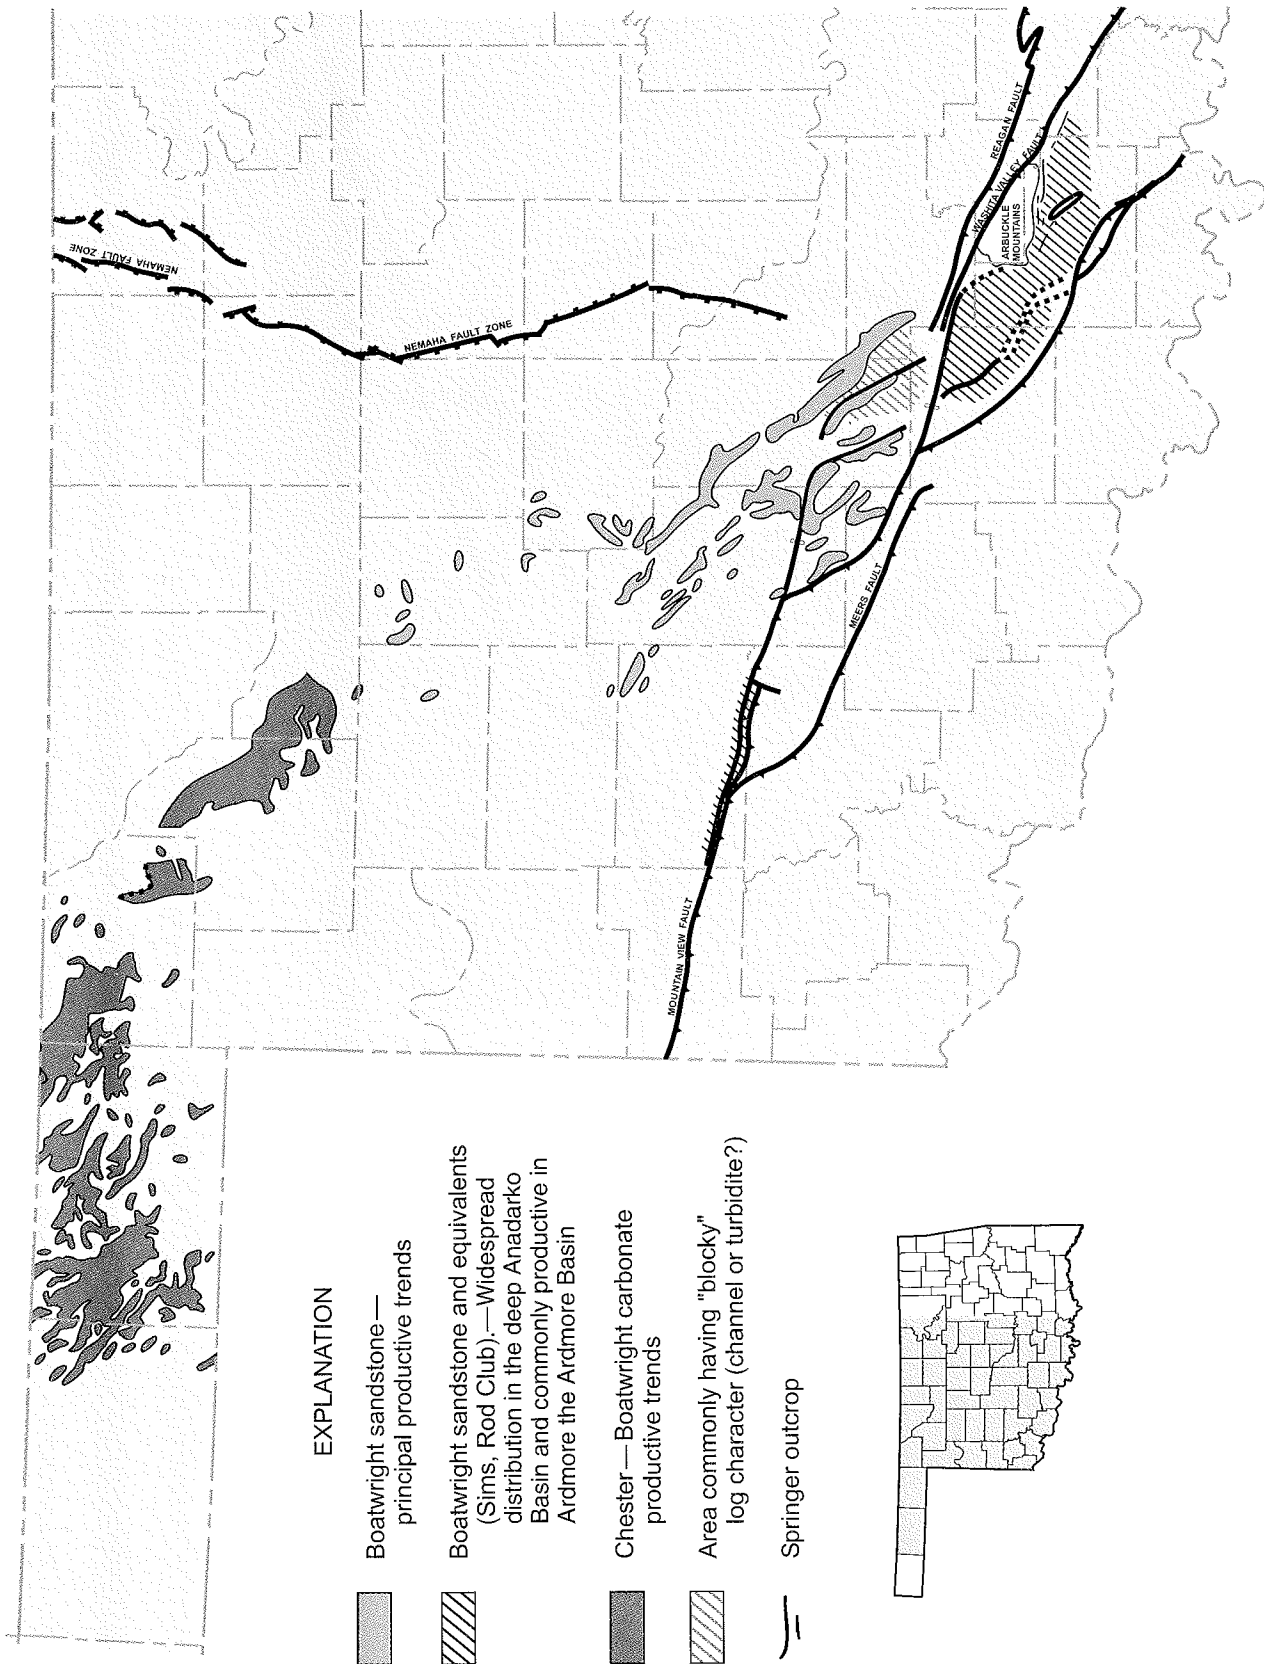 NEMAHA FAULT ZONE
NEMAHA FAULT ZONE
REAGAN FAULT
WASHITA VALLEY FAULT
ARBUCKLE
MOUNTAINS
MEERS FAULT
MOUNTAIN VIEW FAULT
EXPLANATION
Boatwright sandstone—
principal productive trends
Boatwright sandstone and equivalents
(Sims, Rod Club).—Widespread
distribution in the deep Anadarko
Basin and commonly productive in
Ardmore the Ardmore Basin
Chester—Boatwright carbonate
productive trends
Area commonly having "blocky"
log character (channel or turbidite?)
Springer outcrop